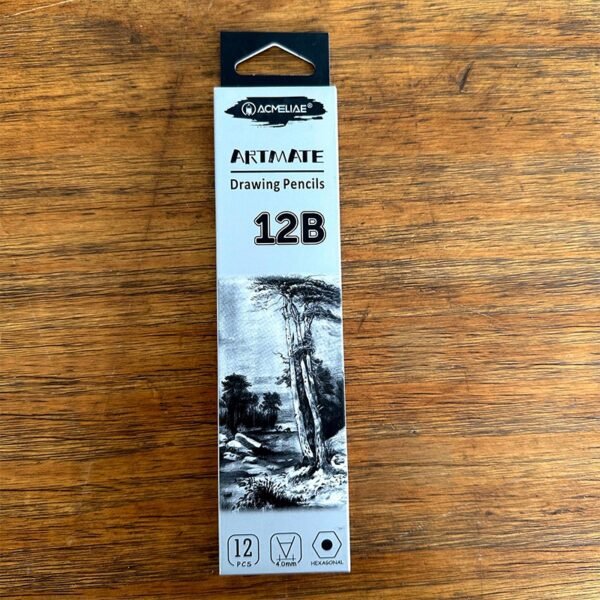 ACMELIAE®
ARTMATE
Drawing Pencils
12B
12
PCS
4.0mm
HEXAGONAL